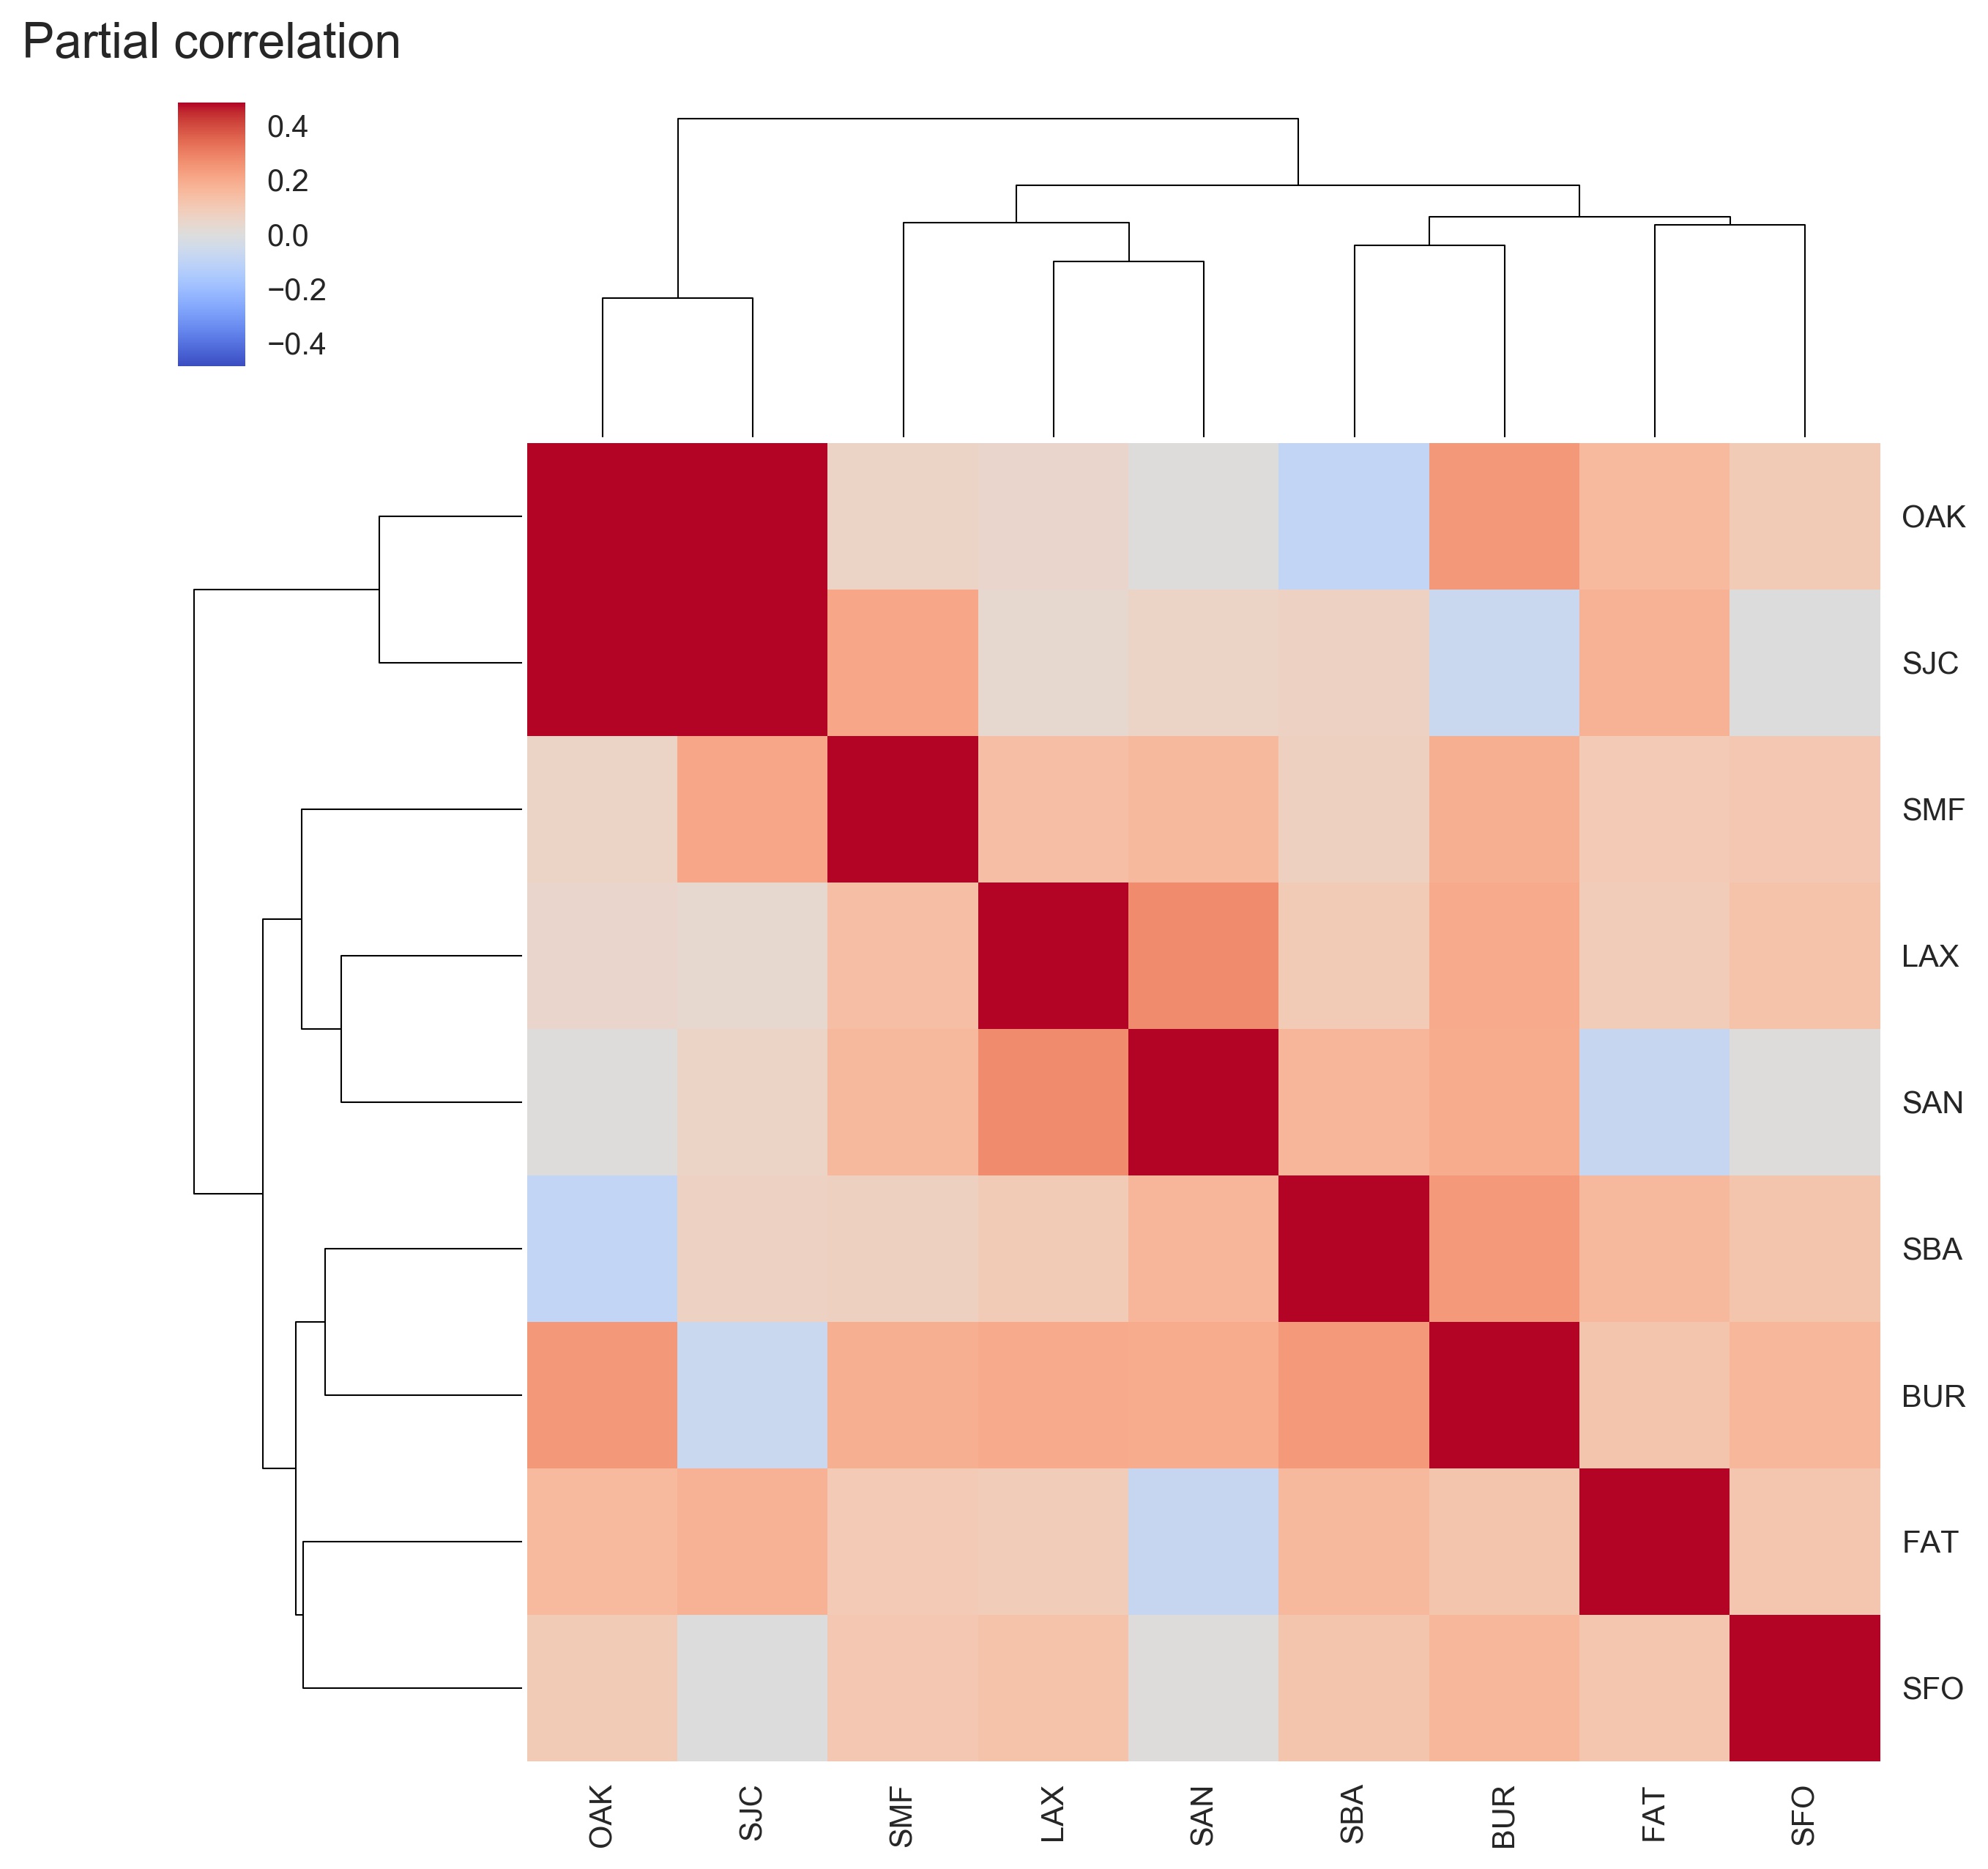 Partial correlation
0.4
0.2
0.0
−0.2
−0.4
OAK
SJC
SMF
LAX
SAN
SBA
BUR
FAT
SFO
OAK
SJC
SMF
LAX
SAN
SBA
BUR
FAT
SFO